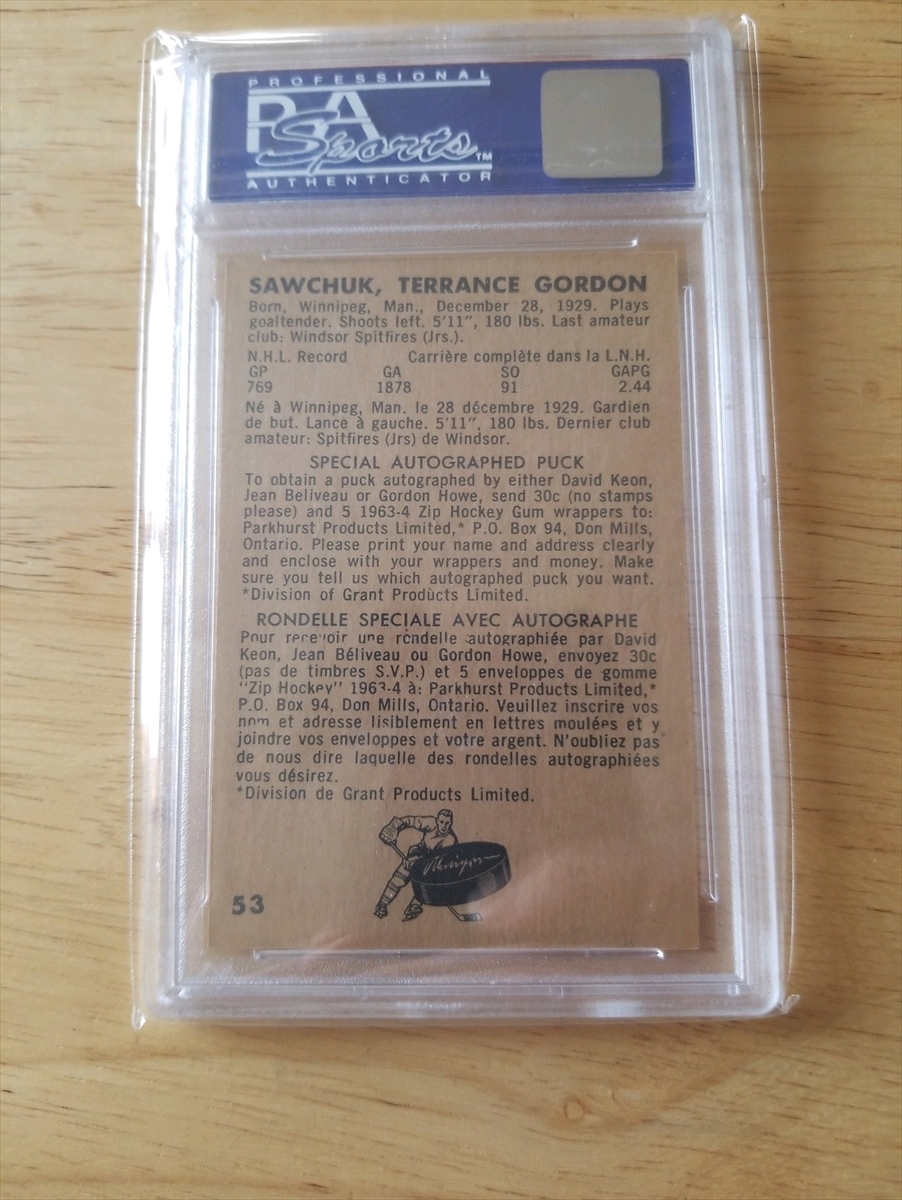 PROFESSIONAL
PSA
Sports™
AUTHENTICATOR
SAWCHUK, TERRANCE GORDON
Born, Winnipeg, Man., December 28, 1929. Plays
goaltender. Shoots left. 5'11", 180 lbs. Last amateur
club: Windsor Spitfires (Jrs.).
N.H.L. Record Carrière complète dans la L.N.H.
GP GA SO GAPG
769 1878 91 2.44
Né à Winnipeg, Man. le 28 décembre 1929. Gardien
de but. Lance à gauche. 5'11", 180 lbs. Dernier club
amateur: Spitfires (Jrs) de Windsor.
SPECIAL AUTOGRAPHED PUCK
To obtain a puck autographed by either David Keon,
Jean Beliveau or Gordon Howe, send 30c (no stamps
please) and 5 1963-4 Zip Hockey Gum wrappers to:
Parkhurst Products Limited,* P.O. Box 94, Don Mills,
Ontario. Please print your name and address clearly
and enclose with your wrappers and money. Make
sure you tell us which autographed puck you want.
*Division of Grant Products Limited.
RONDELLE SPECIALE AVEC AUTOGRAPHE
Pour recevoir une rondelle autographiée par David
Keon, Jean Béliveau ou Gordon Howe, envoyez 30c
(pas de timbres S.V.P.) et 5 enveloppes de gomme
"Zip Hockey" 1963-4 à: Parkhurst Products Limited,*
P.O. Box 94, Don Mills, Ontario. Veuillez inscrire vos
nom et adresse lisiblement en lettres moulées et y
joindre vos enveloppes et votre argent. N'oubliez pas
de nous dire laquelle des rondelles autographiées
vous désirez.
*Division de Grant Products Limited.
53